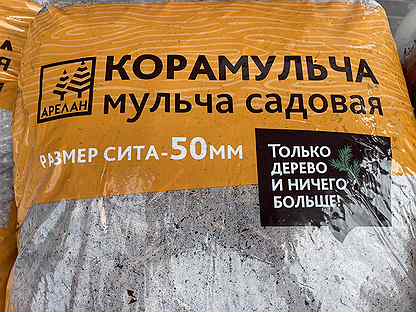 КОРАМУЛЬЧА
АРЕЛАН
мульча садовая
РАЗМЕР СИТА-50ММ
Только
ДЕРЕВО
И НИЧЕГО
БОЛЬШЕ!